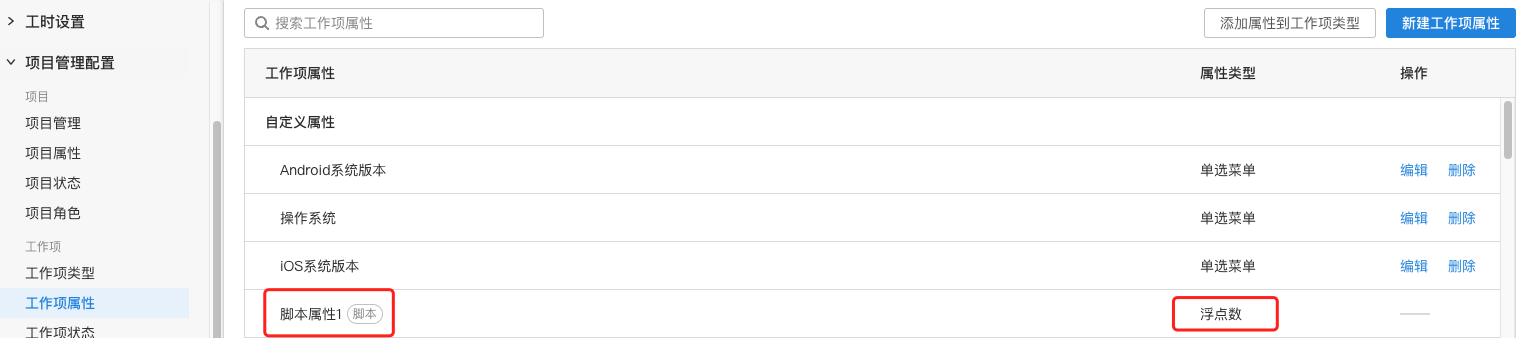 工时设置
项目管理配置
项目
项目管理
项目属性
项目状态
项目角色
工作项
工作项类型
工作项属性
工作项状态
搜索工作项属性
添加属性到工作项类型
新建工作项属性
工作项属性 属性类型 操作
自定义属性
Android系统版本 单选菜单 编辑 删除
操作系统 单选菜单 编辑 删除
iOS系统版本 单选菜单 编辑 删除
脚本属性1 脚本 浮点数